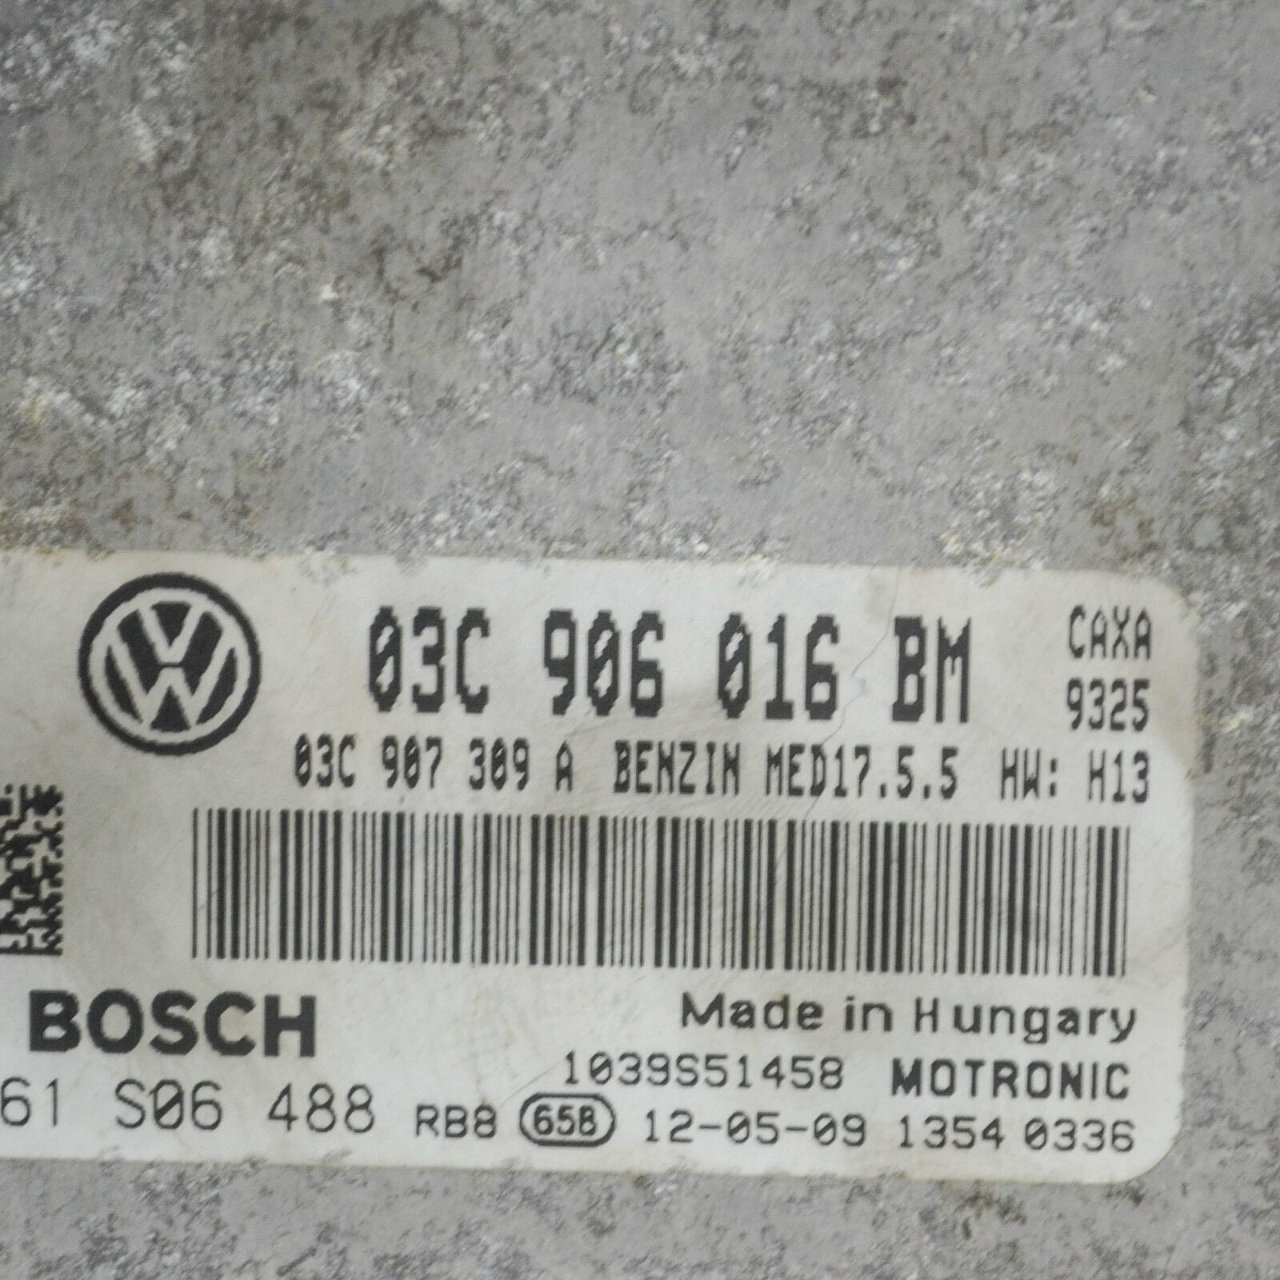 03C 906 016 BM CAXA
9325
03C 907 309 A BENZIN MED17.5.5 HW: H13
BOSCH Made in Hungary
1039S51458 MOTRONIC
61 S06 488 RB8 658 12-05-09 1354 0336